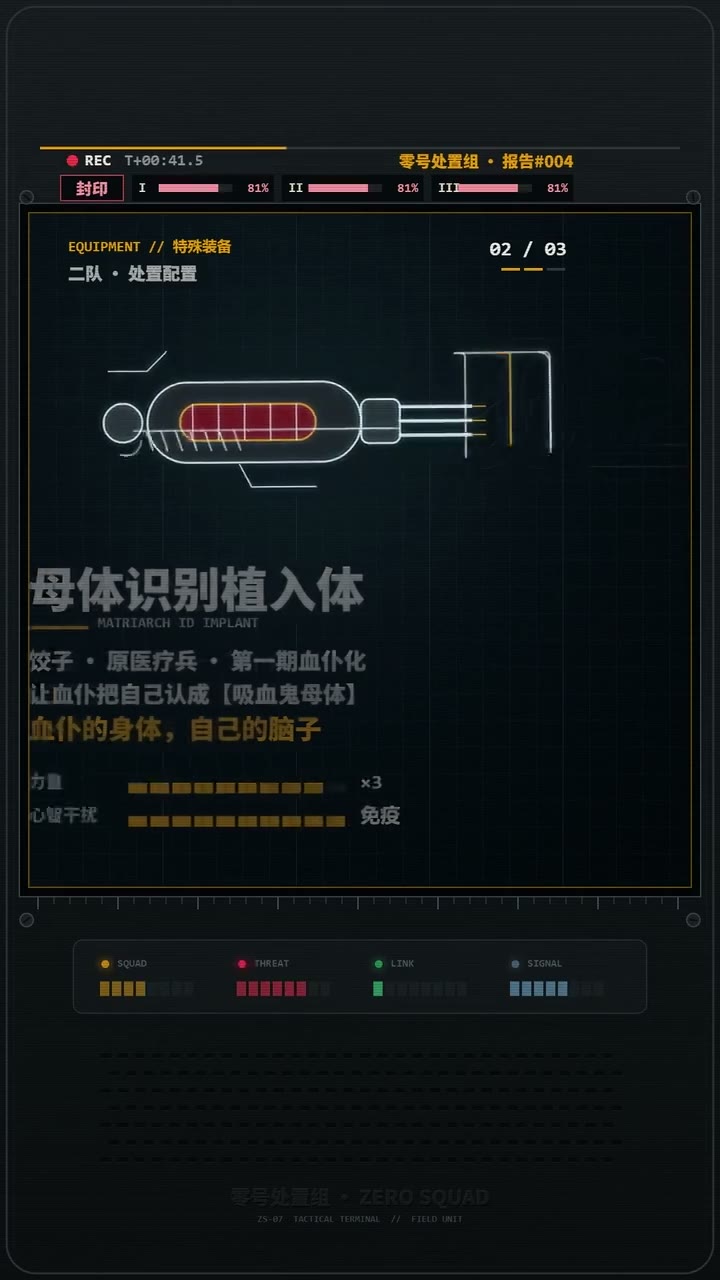 REC T+00:41.5 零号处置组 · 报告#004
封印 I 81% II 81% III 81%
EQUIPMENT // 特殊装备 02 / 03
二队 · 处置配置
母体识别植入体
MATRIARCH ID IMPLANT
饺子 · 原医疗兵 · 第一期血仆化
让血仆把自己认成【吸血鬼母体】
血仆的身体，自己的脑子
力量 ×3
心智干扰 免疫
SQUAD THREAT LINK SIGNAL
零号处置组 · ZERO SQUAD
ZS-07 TACTICAL TERMINAL // FIELD UNIT